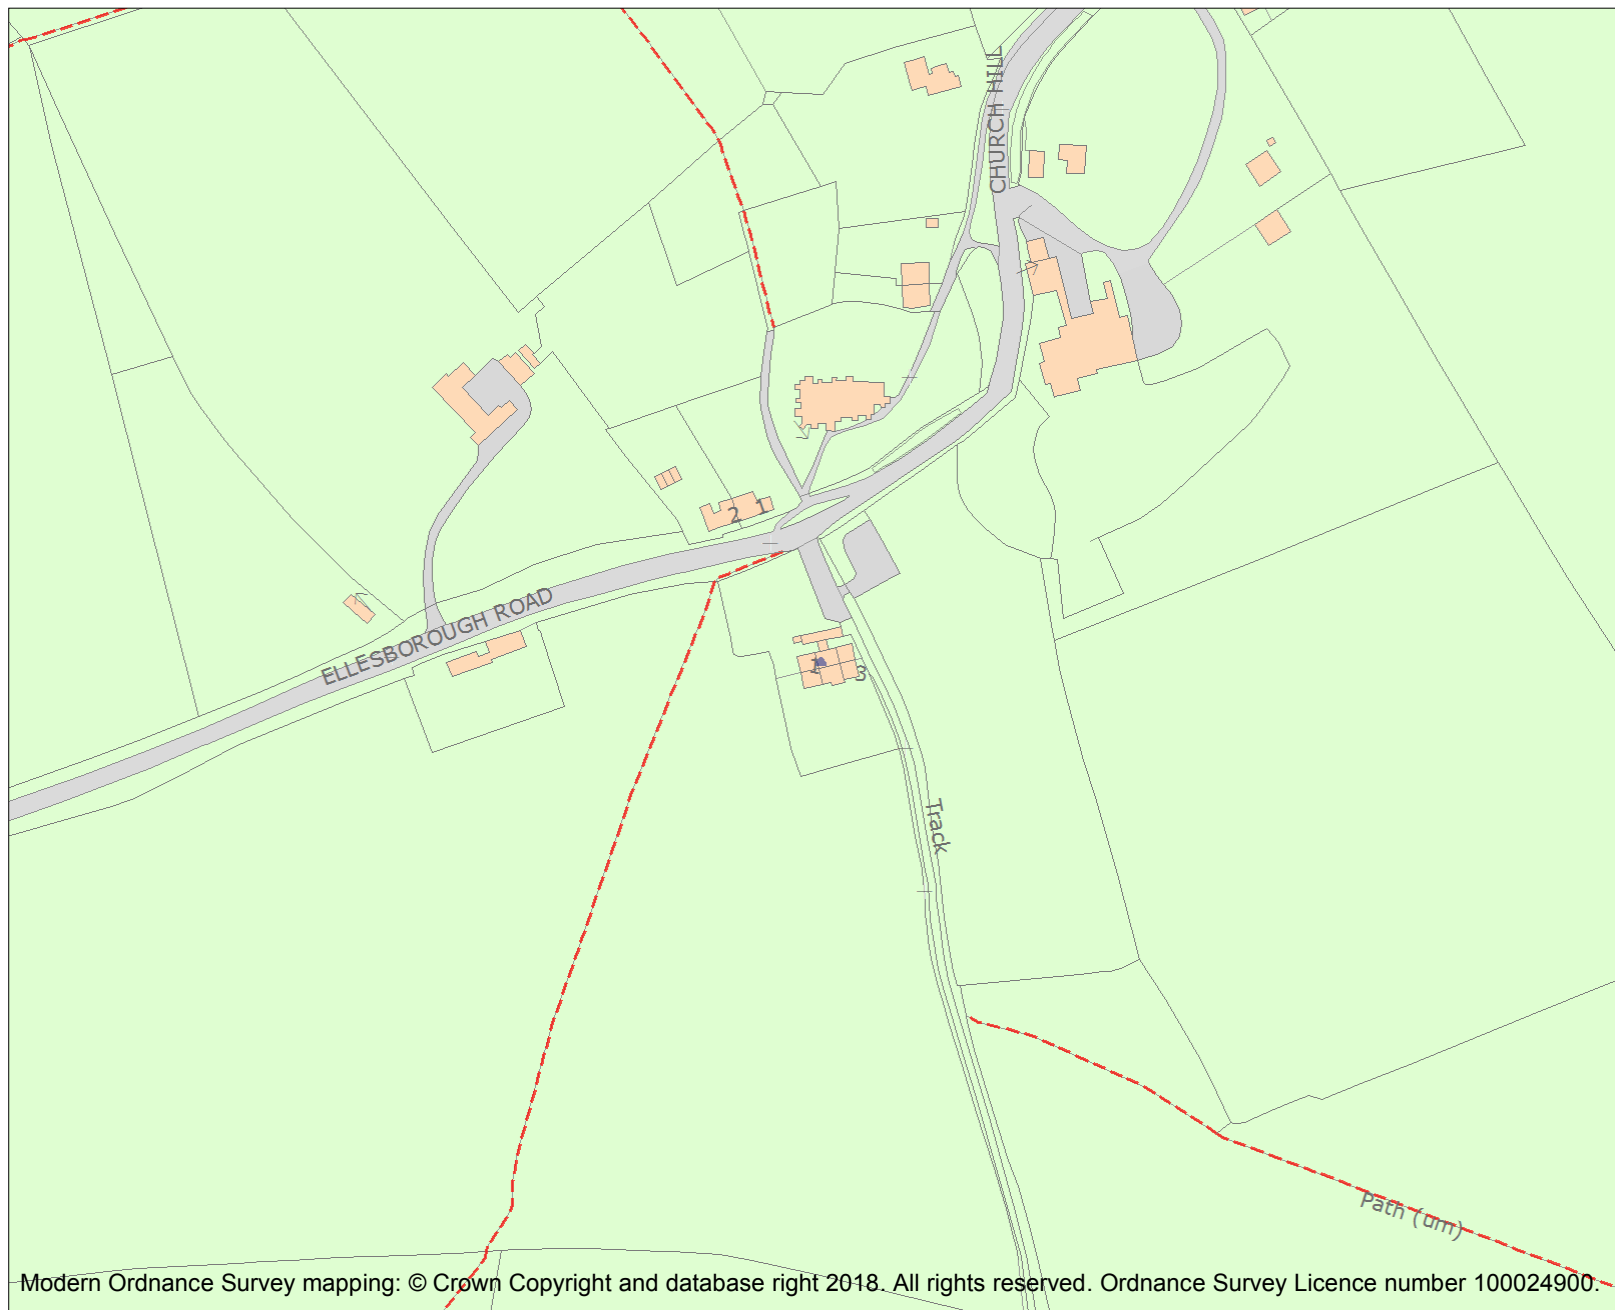 CHURCH HILL
2 1
ELLESBOROUGH ROAD
1
3
Track
Path (um)
Modern Ordnance Survey mapping: © Crown Copyright and database right 2018. All rights reserved. Ordnance Survey Licence number 100024900.